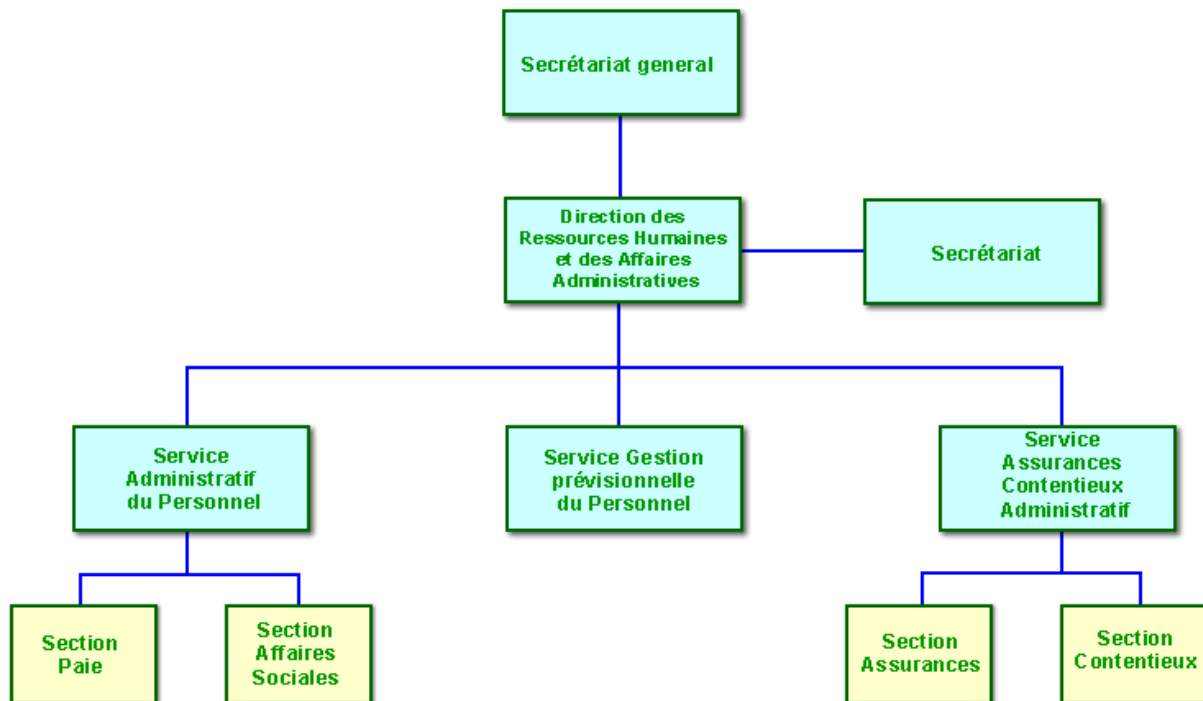 Secrétariat general
Direction des
Ressources Humaines
et des Affaires
Administratives
Secrétariat
Service
Administratif
du Personnel
Service Gestion
prévisionnelle
du Personnel
Service
Assurances
Contentieux
Administratif
Section
Paie
Section
Affaires
Sociales
Section
Assurances
Section
Contentieux